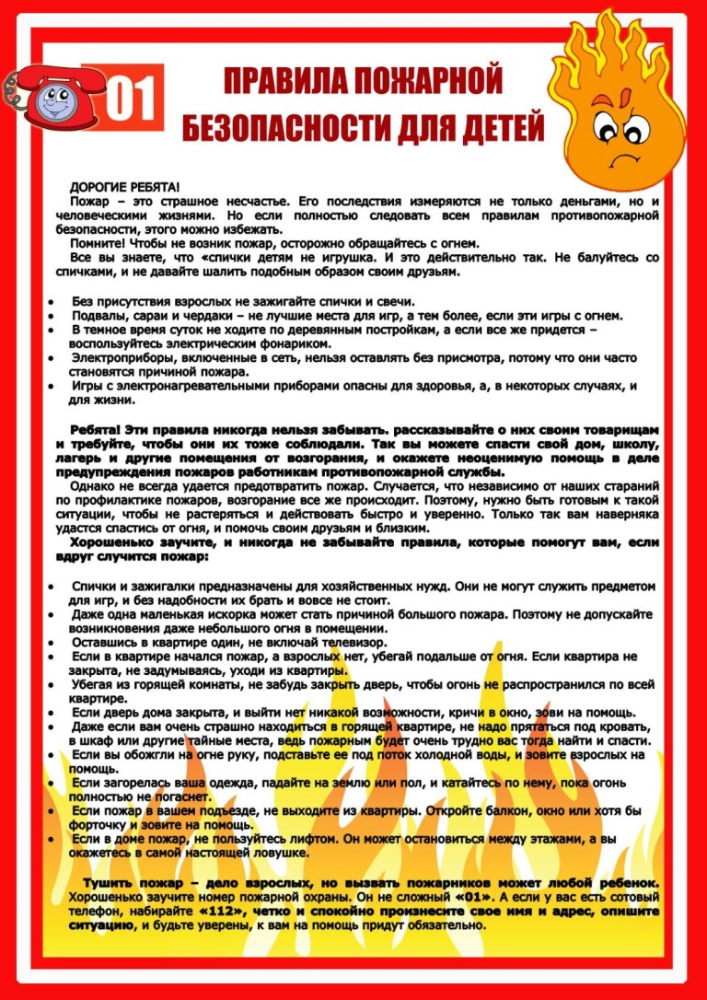 01
ПРАВИЛА ПОЖАРНОЙ
БЕЗОПАСНОСТИ ДЛЯ ДЕТЕЙ
ДОРОГИЕ РЕБЯТА!
Пожар – это страшное несчастье. Его последствия измеряются не только деньгами, но и
человеческими жизнями. Но если полностью следовать всем правилам противопожарной
безопасности, этого можно избежать.
Помните! Чтобы не возник пожар, осторожно обращайтесь с огнем.
Все вы знаете, что «спички детям не игрушка. И это действительно так. Не балуйтесь со
спичками, и не давайте шалить подобным образом своим друзьям.
• Без присутствия взрослых не зажигайте спички и свечи.
• Подвалы, сараи и чердаки – не лучшие места для игр, а тем более, если эти игры с огнем.
• В темное время суток не ходите по деревянным постройкам, а если все же придется –
воспользуйтесь электрическим фонариком.
• Электроприборы, включенные в сеть, нельзя оставлять без присмотра, потому что они часто
становятся причиной пожара.
• Игры с электронагревательными приборами опасны для здоровья, а, в некоторых случаях, и
для жизни.
Ребята! Эти правила никогда нельзя забывать. рассказывайте о них своим товарищам
и требуйте, чтобы они их тоже соблюдали. Так вы можете спасти свой дом, школу,
лагерь и другие помещения от возгорания, и окажете неоценимую помощь в деле
предупреждения пожаров работникам противопожарной службы.
Однако не всегда удается предотвратить пожар. Случается, что независимо от наших стараний
по профилактике пожаров, возгорание все же происходит. Поэтому, нужно быть готовым к такой
ситуации, чтобы не растеряться и действовать быстро и уверенно. Только так вам наверняка
удастся спастись от огня, и помочь своим друзьям и близким.
Хорошенько заучите, и никогда не забывайте правила, которые помогут вам, если
вдруг случится пожар:
• Спички и зажигалки предназначены для хозяйственных нужд. Они не могут служить предметом
для игр, и без надобности их брать и вовсе не стоит.
• Даже одна маленькая искорка может стать причиной большого пожара. Поэтому не допускайте
возникновения даже небольшого огня в помещении.
• Оставшись в квартире один, не включай телевизор.
• Если в квартире начался пожар, а взрослых нет, убегай подальше от огня. Если квартира не
закрыта, не задумываясь, уходи из квартиры.
• Убегая из горящей комнаты, не забудь закрыть дверь, чтобы огонь не распространился по всей
квартире.
• Если дверь дома закрыта, и выйти нет никакой возможности, кричи в окно, зови на помощь.
• Даже если вам очень страшно находиться в горящей квартире, не надо прятаться под кровать,
в шкаф или другие тайные места, ведь пожарным будет очень трудно вас тогда найти и спасти.
• Если вы обожгли на огне руку, подставьте ее под поток холодной воды, и зовите взрослых на
помощь.
• Если загорелась ваша одежда, падайте на землю или пол, и катайтесь по нему, пока огонь
полностью не погаснет.
• Если пожар в вашем подъезде, не выходите из квартиры. Откройте балкон, окно или хотя бы
форточку и зовите на помощь.
• Если в доме пожар, не пользуйтесь лифтом. Он может остановиться между этажами, а вы
окажетесь в самой настоящей ловушке.
Тушить пожар – дело взрослых, но вызвать пожарников может любой ребенок.
Хорошенько заучите номер пожарной охраны. Он не сложный «01». А если у вас есть сотовый
телефон, набирайте «112», четко и спокойно произнесите свое имя и адрес, опишите
ситуацию, и будьте уверены, к вам на помощь придут обязательно.